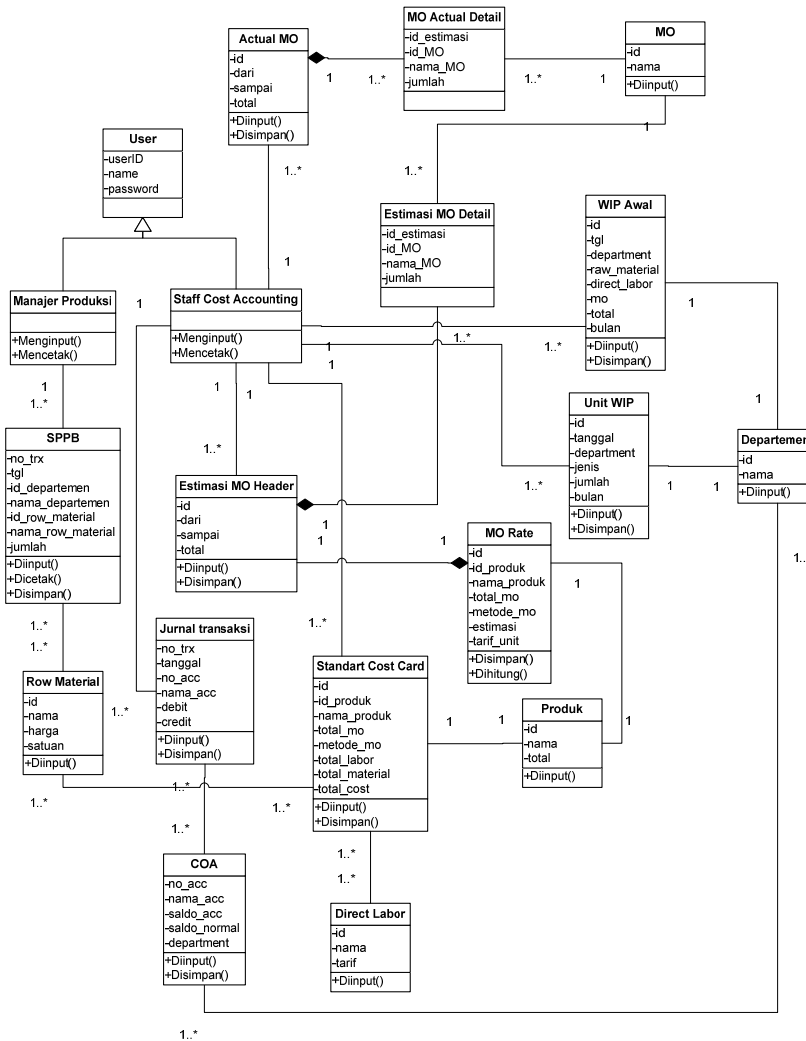 Actual MO
-id
-dari
-sampai
-total
+Diinput()
+Disimpan()
1
1..*
MO Actual Detail
-id_estimasi
-id_MO
-nama_MO
-jumlah
1..*
1
MO
-id
-nama
+Diinput()
1
User
-userID
-name
-password
1..*
1
1..*
Estimasi MO Detail
-id_estimasi
-id_MO
-nama_MO
-jumlah
1..*
WIP Awal
-id
-tgl
-department
-raw_material
-direct_labor
-mo
-total
-bulan
+Diinput()
+Disimpan()
1
1
Manajer Produksi
+Menginput()
+Mencetak()
1
1..*
1
Staff Cost Accounting
+Menginput()
+Mencetak()
1
1
1
1
1..*
Unit WIP
-id
-tanggal
-department
-jenis
-jumlah
-bulan
+Diinput()
+Disimpan()
1..*
1
1
Departemen
-id
-nama
+Diinput()
1..
SPPB
-no_trx
-tgl
-id_departemen
-nama_departemen
-id_row_material
-nama_row_material
-jumlah
+Diinput()
+Dicetak()
+Disimpan()
1..*
1..*
1..*
Estimasi MO Header
-id
-dari
-sampai
-total
+Diinput()
+Disimpan()
1
1
1
MO Rate
-id
-id_produk
-nama_produk
-total_mo
-metode_mo
-estimasi
-tarif_unit
+Disimpan()
+Dihitung()
1
1
Row Material
-id
-nama
-harga
-satuan
+Diinput()
1..*
1..*
Jurnal transaksi
-no_trx
-tanggal
-no_acc
-nama_acc
-debit
-credit
+Diinput()
+Disimpan()
1..*
1..*
1..*
Standart Cost Card
-id
-id_produk
-nama_produk
-total_mo
-metode_mo
-total_labor
-total_material
-total_cost
+Diinput()
+Disimpan()
1..*
1
1
Produk
-id
-nama
-total
+Diinput()
1..*
1..*
COA
-no_acc
-nama_acc
-saldo_acc
-saldo_normal
-department
+Diinput()
+Disimpan()
1..*
Direct Labor
-id
-nama
-tarif
+Diinput()